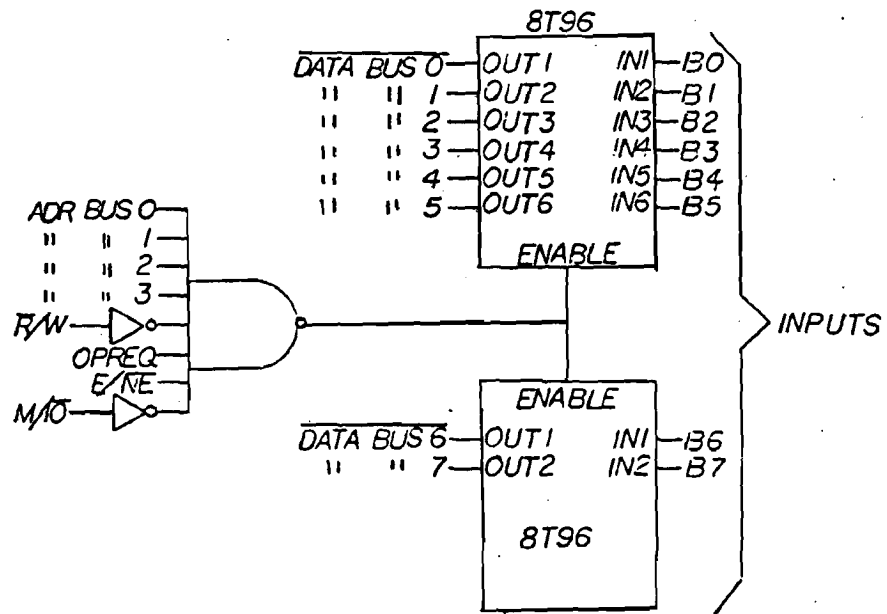 8T96
DATA BUS 0 OUT1 IN1 B0
" " 1 OUT2 IN2 B1
" " 2 OUT3 IN3 B2
" " 3 OUT4 IN4 B3
" " 4 OUT5 IN5 B4
" " 5 OUT6 IN6 B5
ENABLE
ADR BUS 0
" " 1
" " 2
" " 3
R̅/W
OPREQ
E/N̅E̅
M/I̅O̅
INPUTS
ENABLE
DATA BUS 6 OUT1 IN1 B6
" " 7 OUT2 IN2 B7
8T96